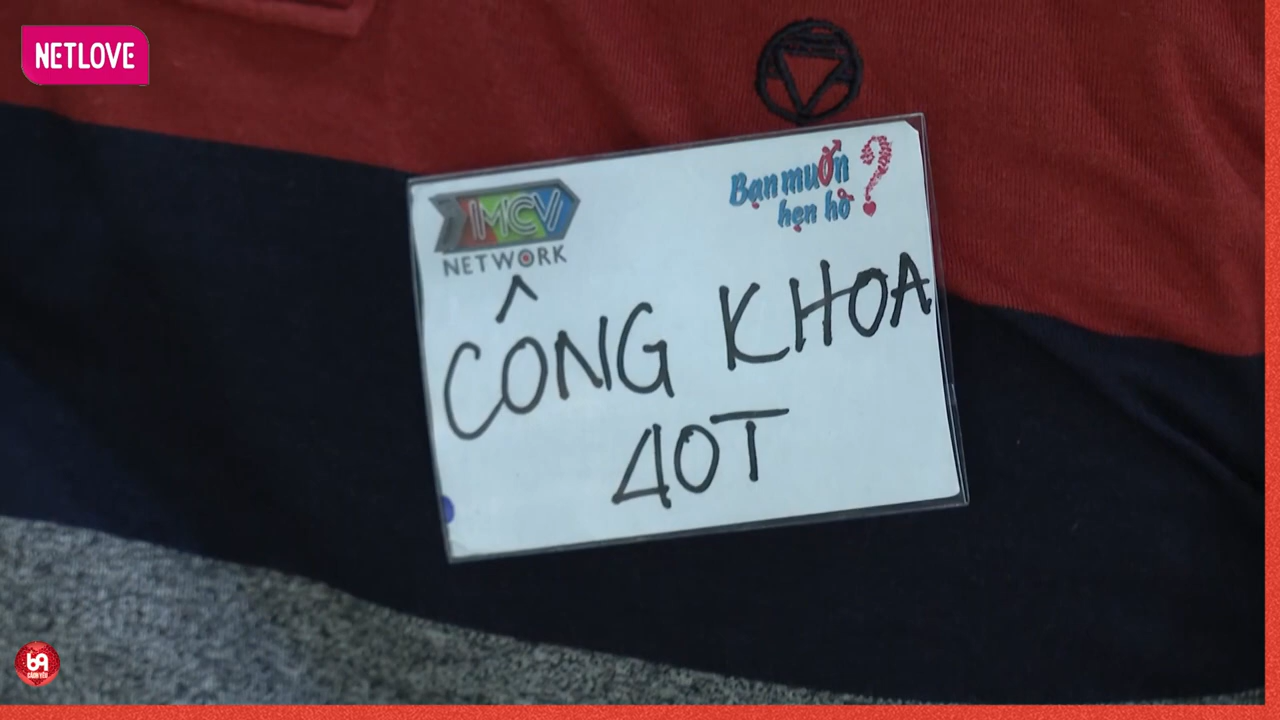 NETLOVE
MCV
NETWORK
Bạn muốn
hẹn hò ?
CÔNG KHOA
40T